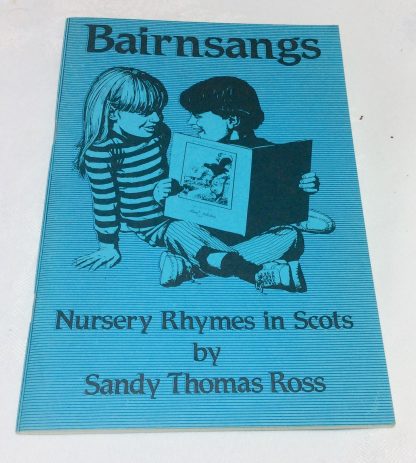 Bairnsangs
Nursery Rhymes in Scots
by
Sandy Thomas Ross